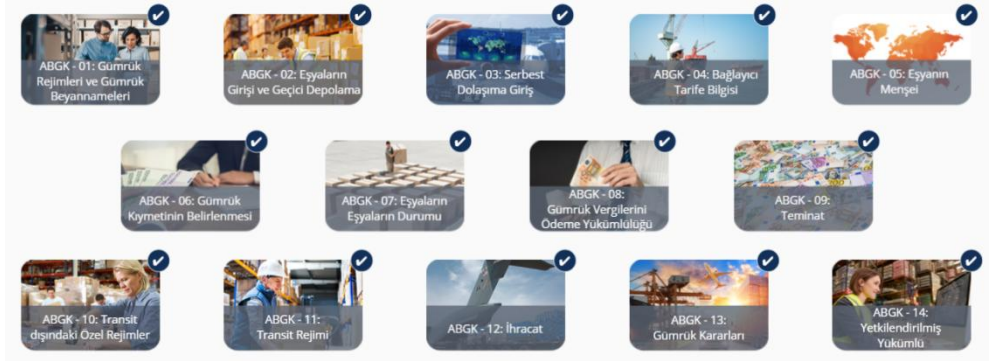 ABGK - 01: Gümrük
Rejimleri ve Gümrük
Beyannameleri
ABGK - 02: Eşyaların
Girişi ve Geçici Depolama
ABGK - 03: Serbest
Dolaşıma Giriş
ABGK - 04: Bağlayıcı
Tarife Bilgisi
ABGK - 05: Eşyanın
Menşei
ABGK - 06: Gümrük
Kıymetinin Belirlenmesi
ABGK - 07: Eşyaların
Eşyaların Durumu
ABGK - 08:
Gümrük Vergilerini
Ödeme Yükümlülüğü
ABGK - 09:
Teminat
ABGK - 10: Transit
dışındaki Özel Rejimler
ABGK - 11:
Transit Rejimi
ABGK - 12: İhracat
ABGK - 13:
Gümrük Kararları
ABGK - 14:
Yetkilendirilmiş
Yükümlü